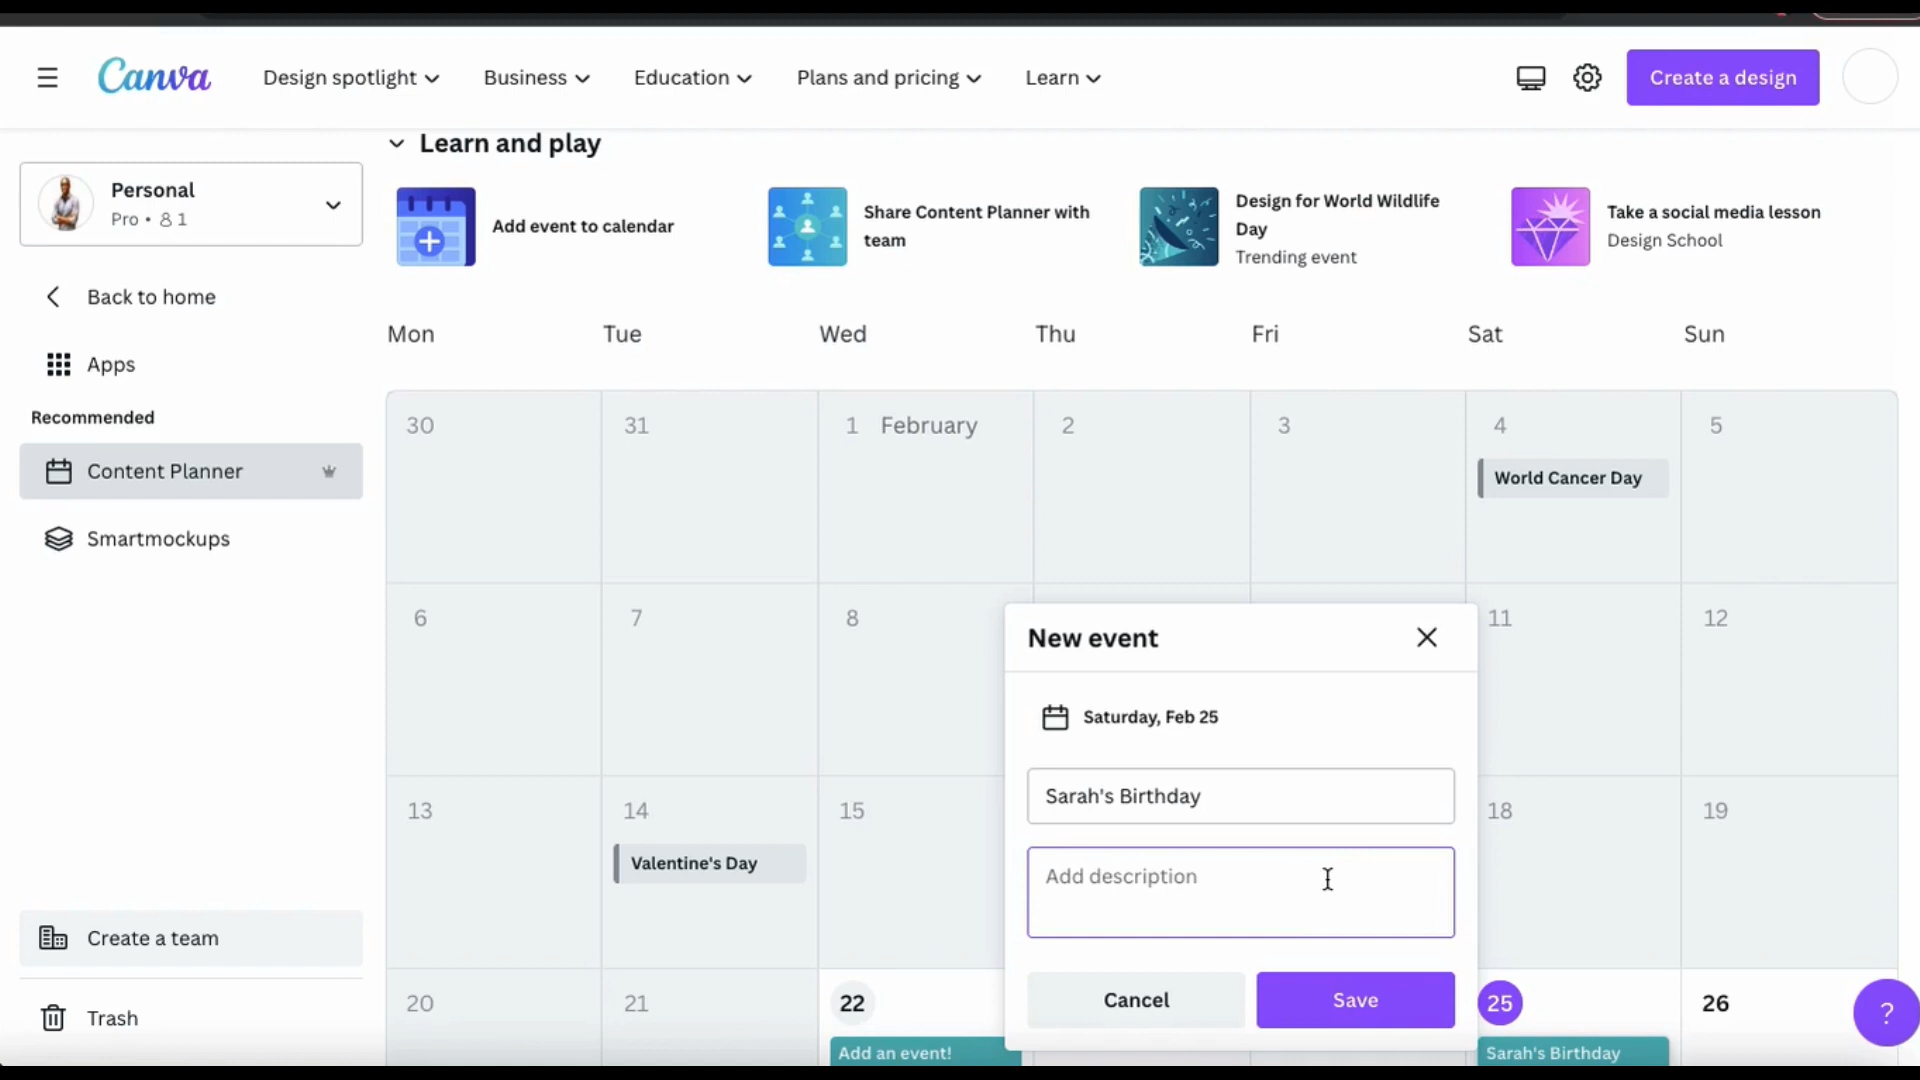 Canva
Design spotlight
Business
Education
Plans and pricing
Learn
Create a design
Learn and play
Personal
Pro • 1
Add event to calendar
Share Content Planner with
team
Design for World Wildlife
Day
Trending event
Take a social media lesson
Design School
Back to home
Apps
Recommended
Content Planner
Smartmockups
Create a team
Trash
Mon Tue Wed Thu Fri Sat Sun
30 31 1 February 2 3 4 5
World Cancer Day
6 7 8 11 12
13 14 15 18 19
Valentine's Day
20 21 22 25 26
Add an event!
Sarah's Birthday
New event
Saturday, Feb 25
Sarah's Birthday
Add description
Cancel
Save
?